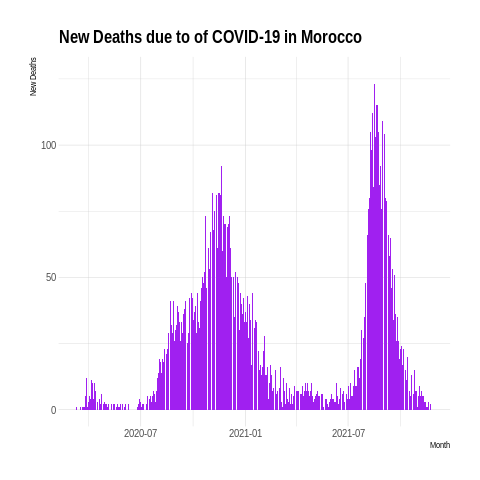 New Deaths due to of COVID-19 in Morocco
New Deaths
100
50
0
2020-07
2021-01
2021-07
Month